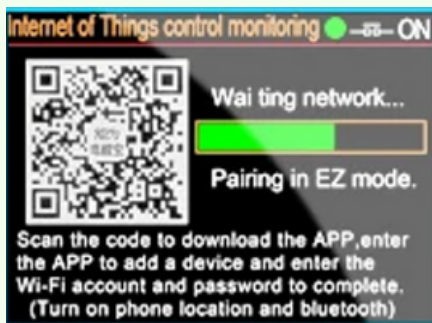 Internet of Things control monitoring ON
Wai ting network...
Pairing in EZ mode.
Scan the code to download the APP,enter
the APP to add a device and enter the
Wi-Fi account and password to complete.
(Turn on phone location and bluetooth)